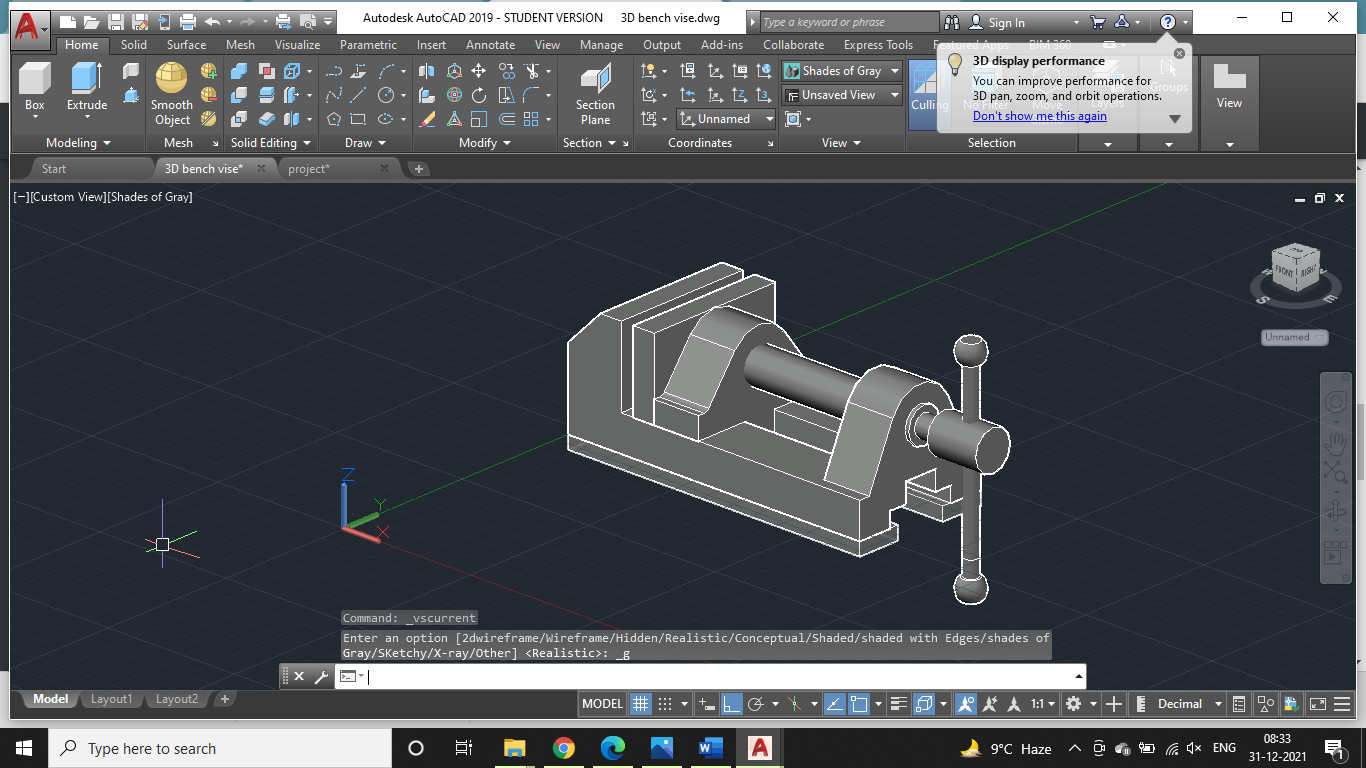 Autodesk AutoCAD 2019 - STUDENT VERSION 3D bench vise.dwg
Type a keyword or phrase
Sign In
Home Solid Surface Mesh Visualize Parametric Insert Annotate View Manage Output Add-ins Collaborate Express Tools Featured Apps BIM 360
3D display performance
You can improve performance for
3D pan, zoom, and orbit operations.
Don't show me this again
Box
Extrude
Smooth
Object
Section
Plane
Shades of Gray
Unsaved View
Unnamed
Culling
No Filter
Move
Layers
Groups
View
Modeling Mesh Solid Editing Draw Modify Section Coordinates View Selection
Start 3D bench vise* project*
[−][Custom View][Shades of Gray]
FRONT
RIGHT
S
E
Unnamed
Z
Y
X
Command: _vscurrent
Enter an option [2dwireframe/Wireframe/Hidden/Realistic/Conceptual/Shaded/shaded with Edges/shades of
Gray/SKetchy/X-ray/Other] <Realistic>: _g
Model Layout1 Layout2
MODEL
1:1
Decimal
Type here to search
9°C Haze
ENG
08:33
31-12-2021
1